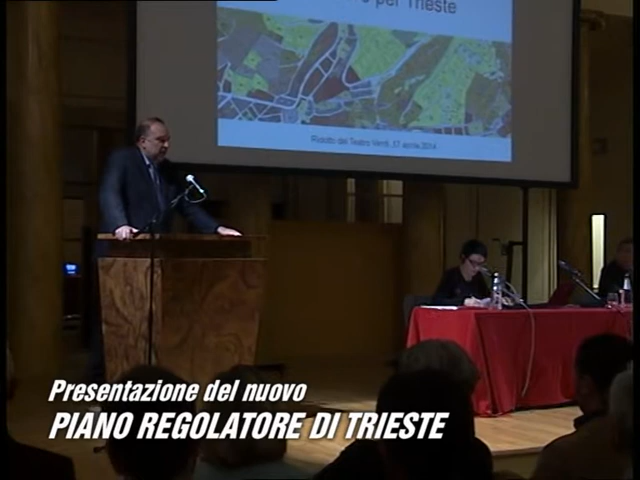 per Trieste
Ridotto del Teatro Verdi, 17 aprile 2014
Presentazione del nuovo
PIANO REGOLATORE DI TRIESTE